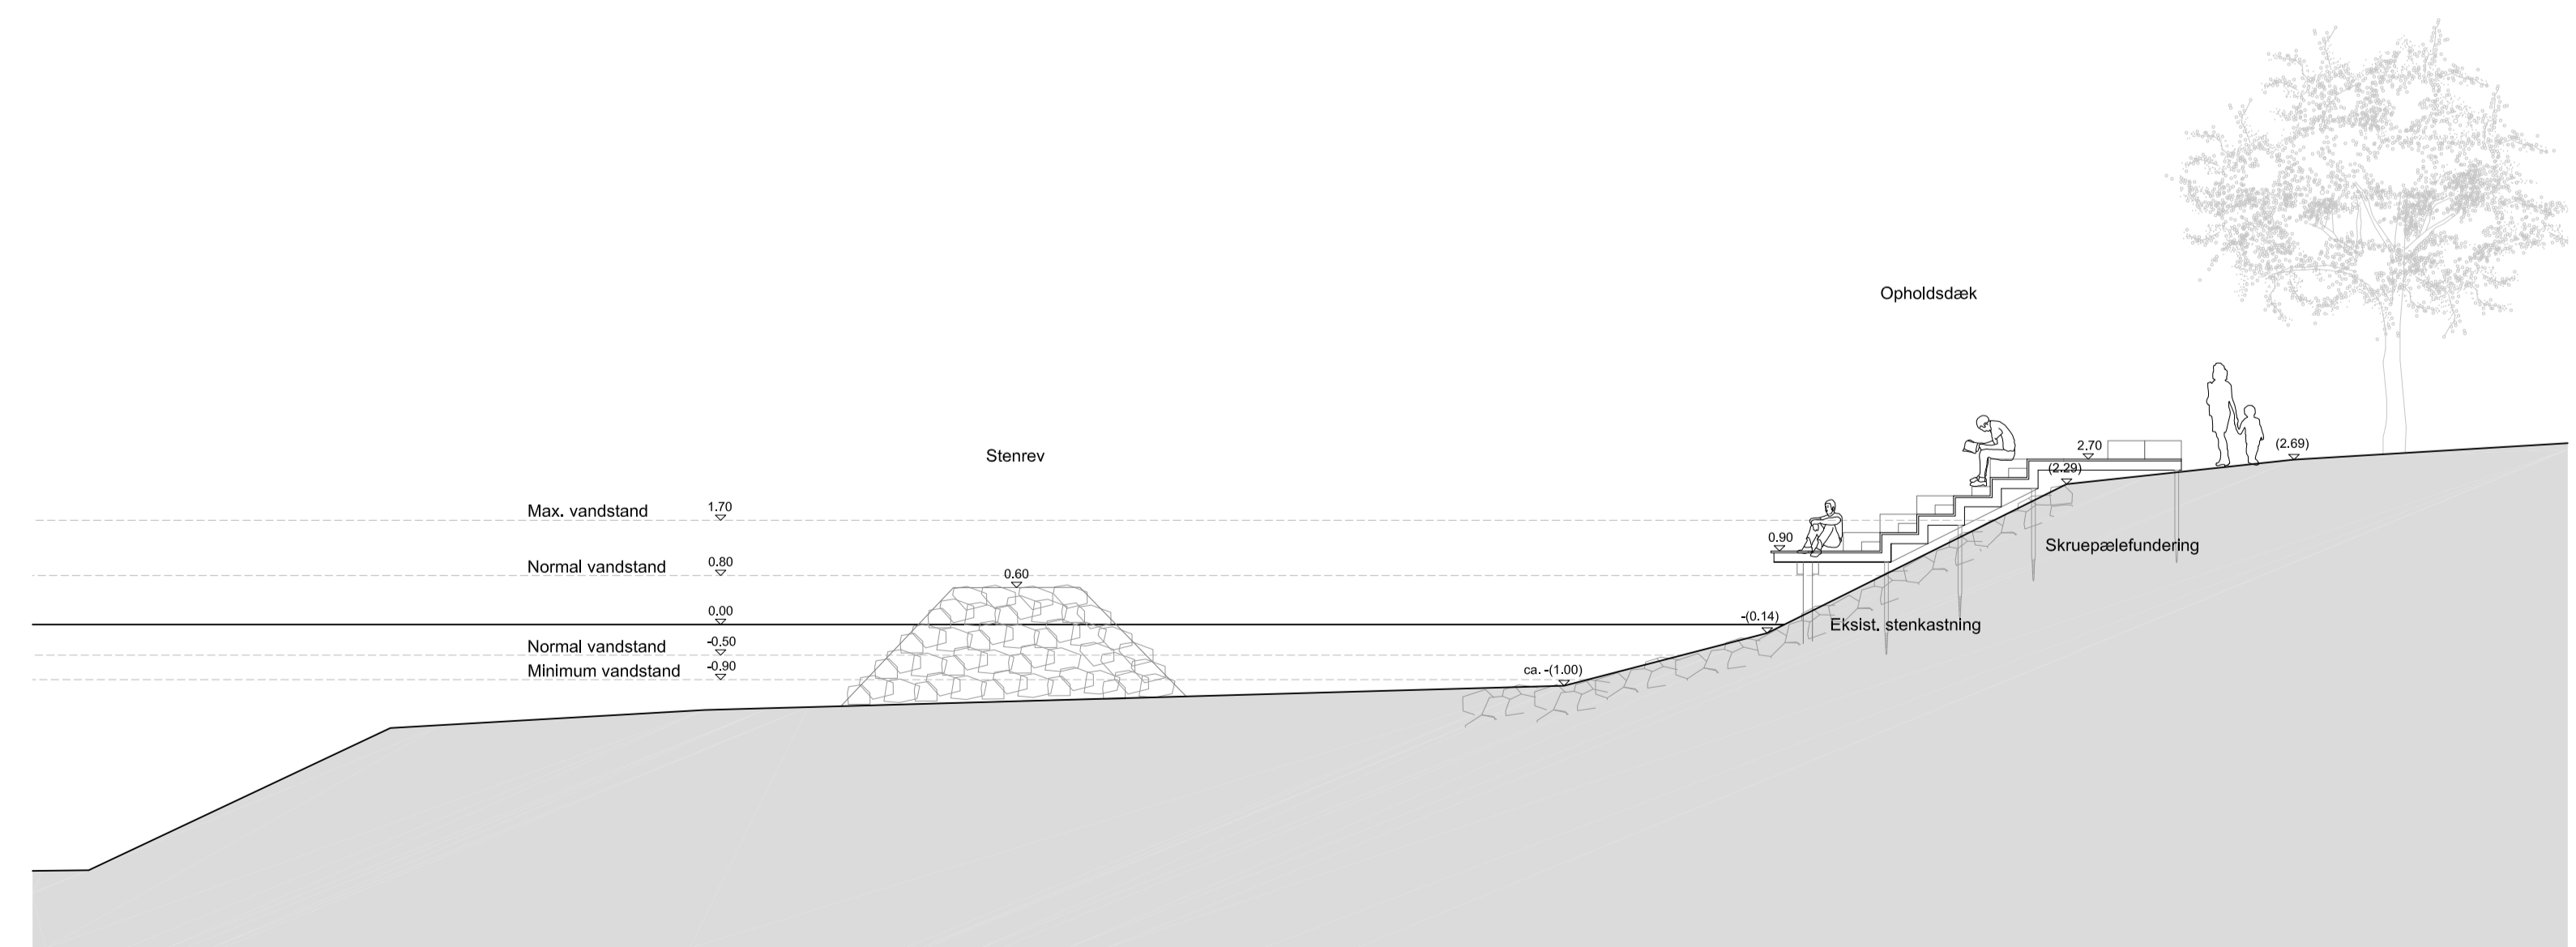 Opholdsdæk
2.70
(2.69)
Stenrev
(2.29)
Max. vandstand 1.70
0.90
Skruepælefundering
Normal vandstand 0.80
0.60
0.00
-(0.14)
Eksist. stenkastning
Normal vandstand -0.50
Minimum vandstand -0.90
ca. -(1.00)